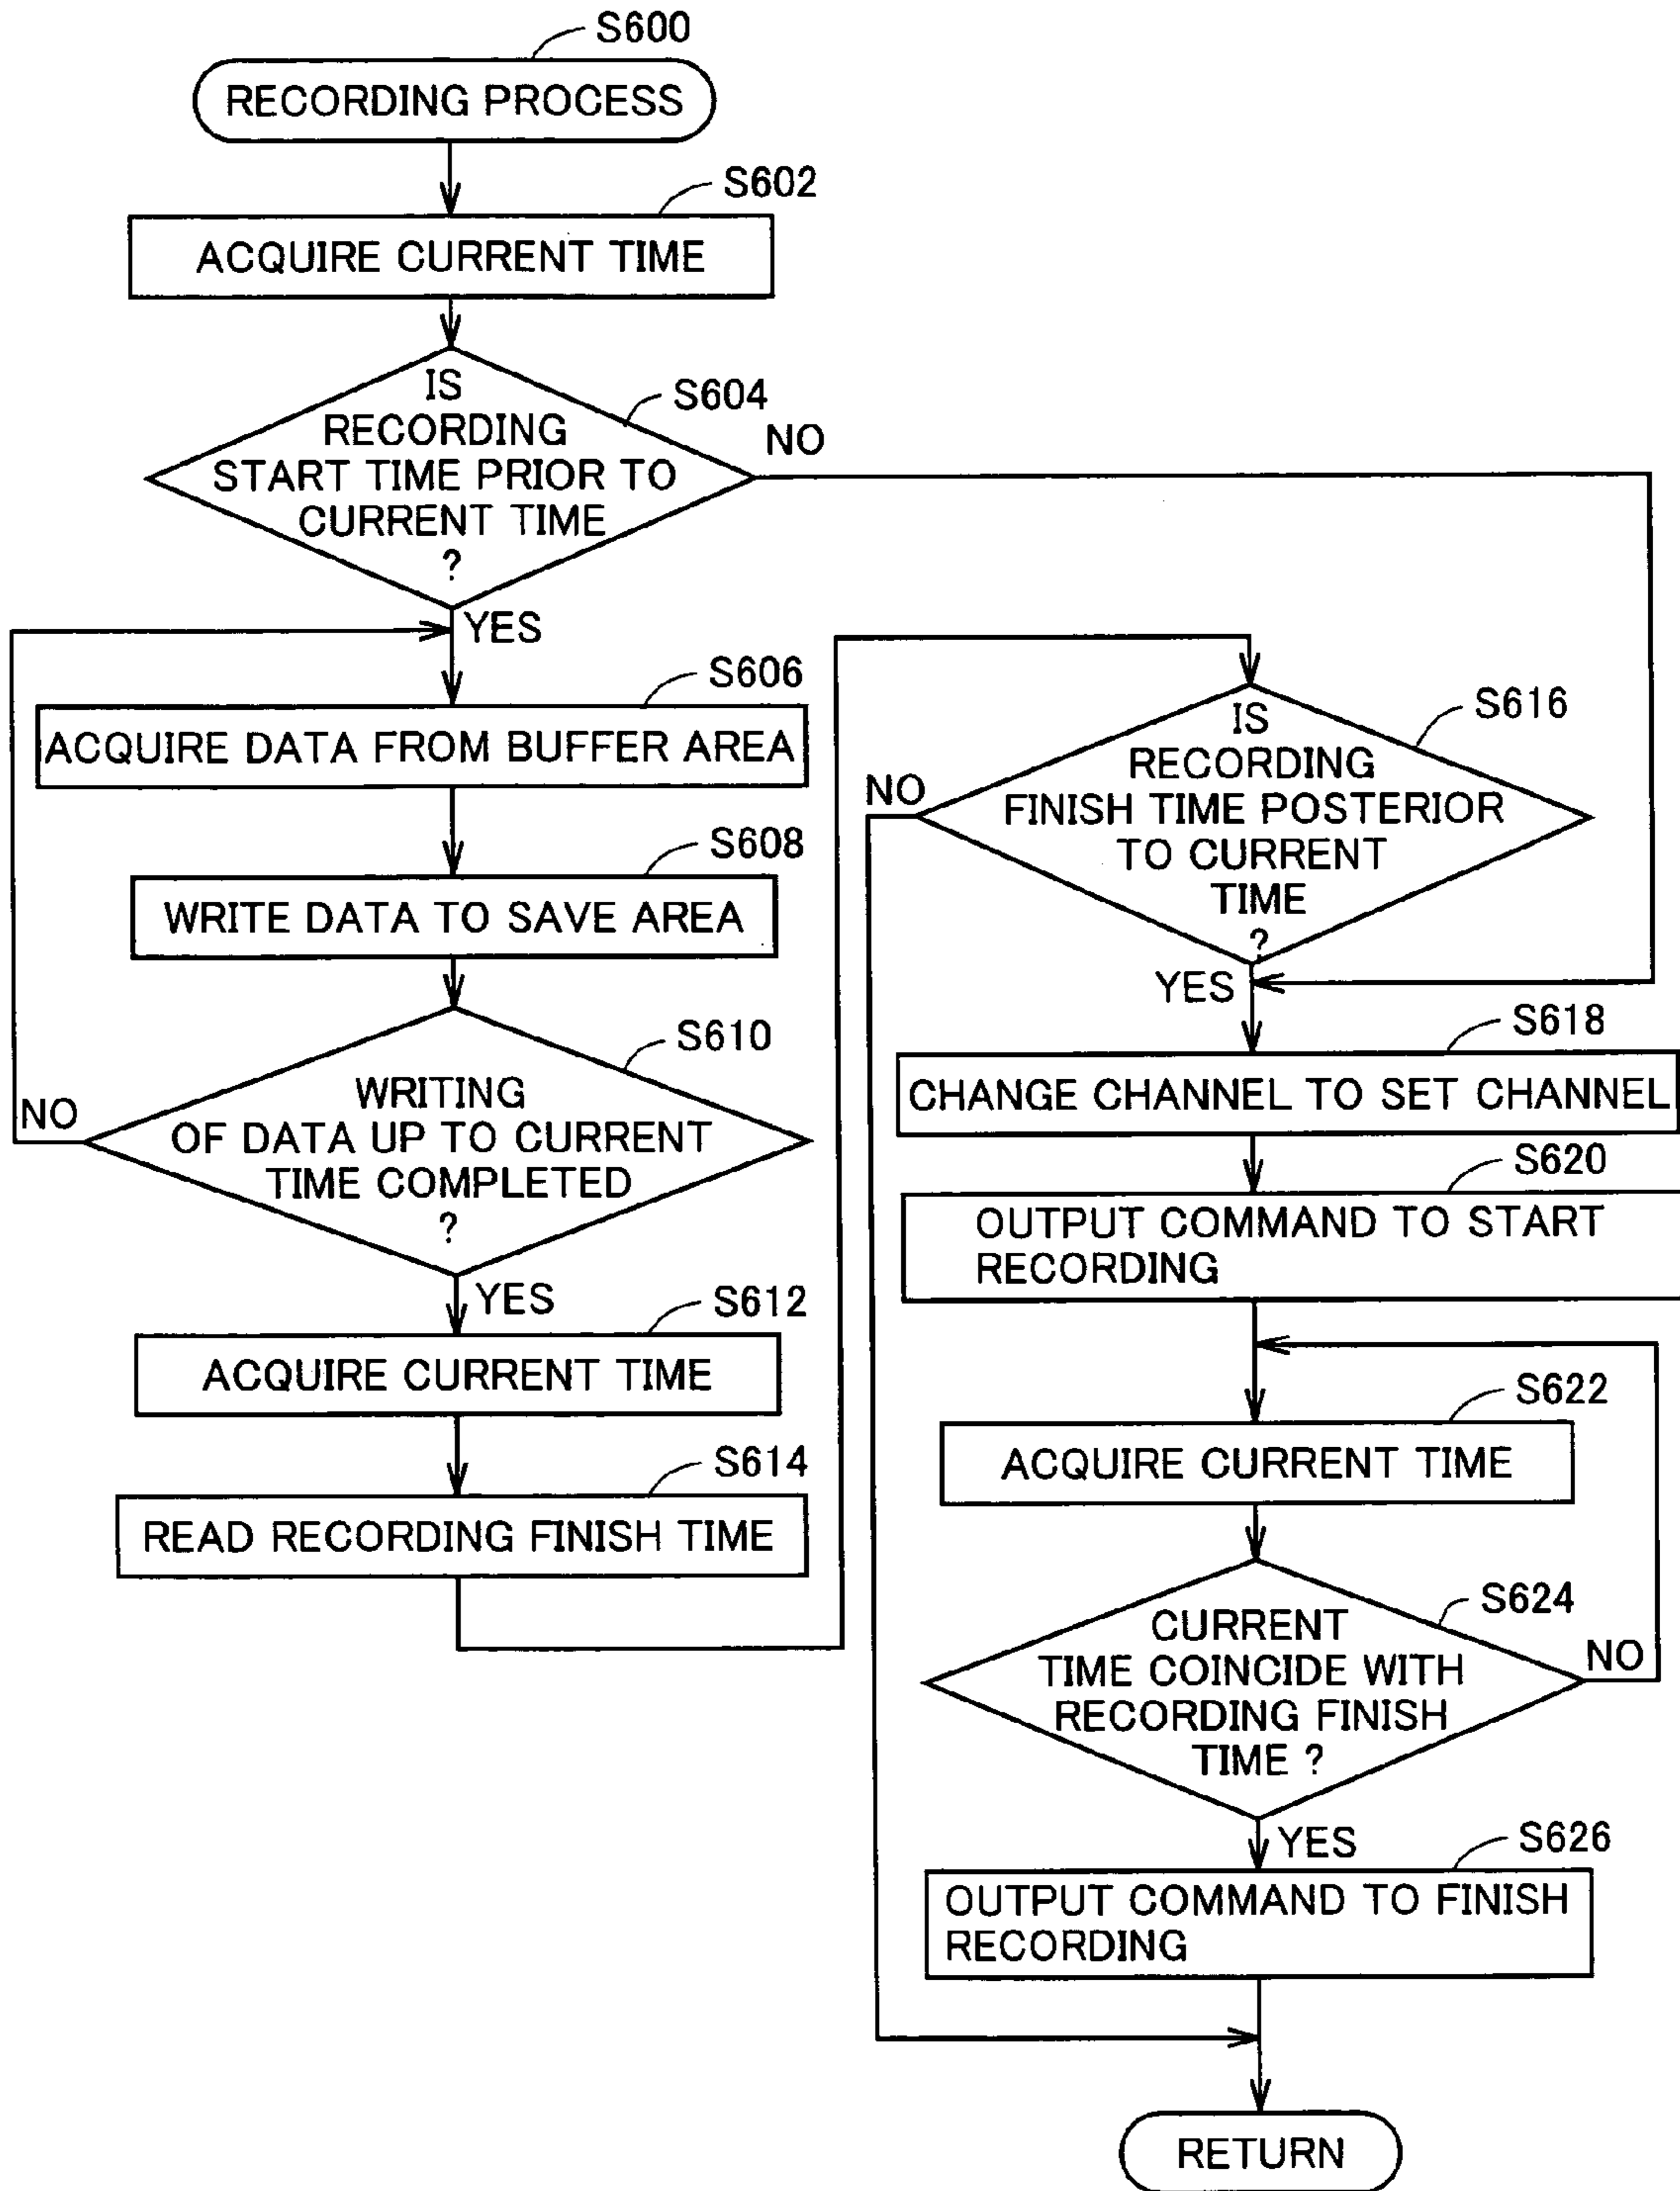 S600
RECORDING PROCESS
S602
ACQUIRE CURRENT TIME
S604
IS
RECORDING
START TIME PRIOR TO
CURRENT TIME
?
NO
YES
S606
ACQUIRE DATA FROM BUFFER AREA
S608
WRITE DATA TO SAVE AREA
S610
WRITING
OF DATA UP TO CURRENT
TIME COMPLETED
?
NO
YES
S612
ACQUIRE CURRENT TIME
S614
READ RECORDING FINISH TIME
S616
IS
RECORDING
FINISH TIME POSTERIOR
TO CURRENT
TIME
?
NO
YES
S618
CHANGE CHANNEL TO SET CHANNEL
S620
OUTPUT COMMAND TO START
RECORDING
S622
ACQUIRE CURRENT TIME
S624
CURRENT
TIME COINCIDE WITH
RECORDING FINISH
TIME ?
NO
YES
S626
OUTPUT COMMAND TO FINISH
RECORDING
RETURN